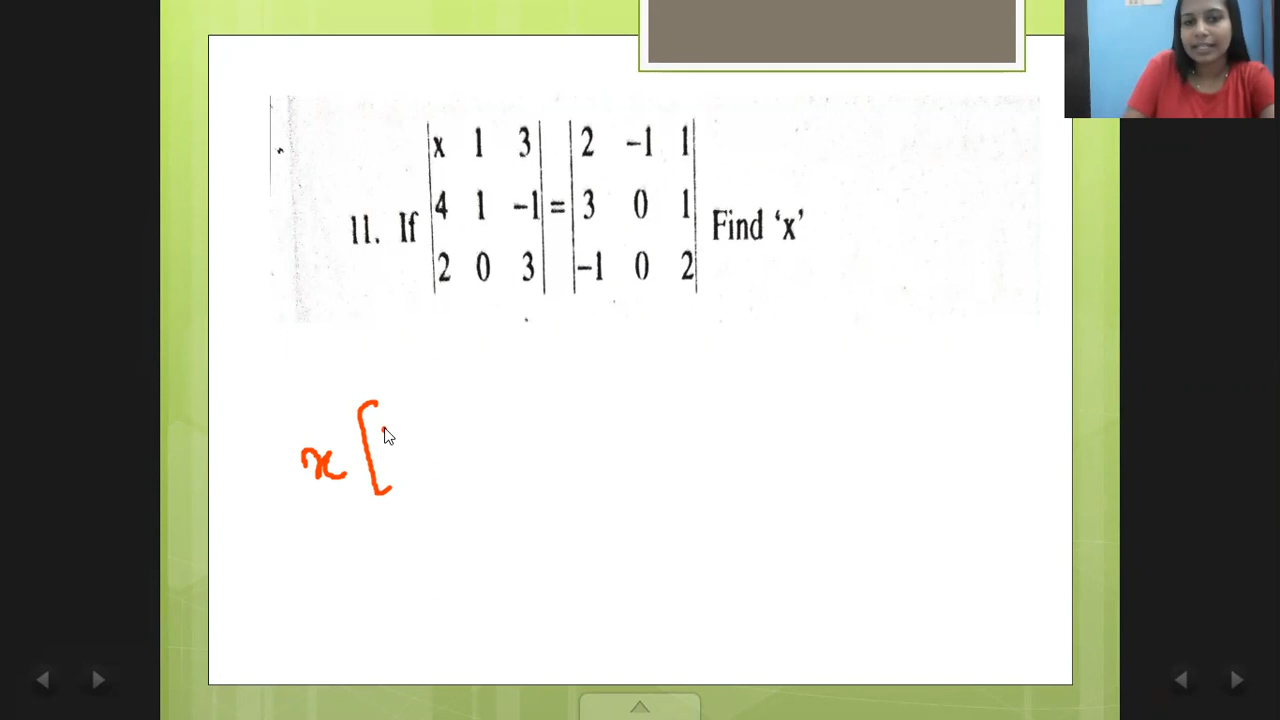 |x 1 3| |2 -1 1|
11. If |4 1 -1| = |3 0 1| Find ‘x’
|2 0 3| |-1 0 2|
x [